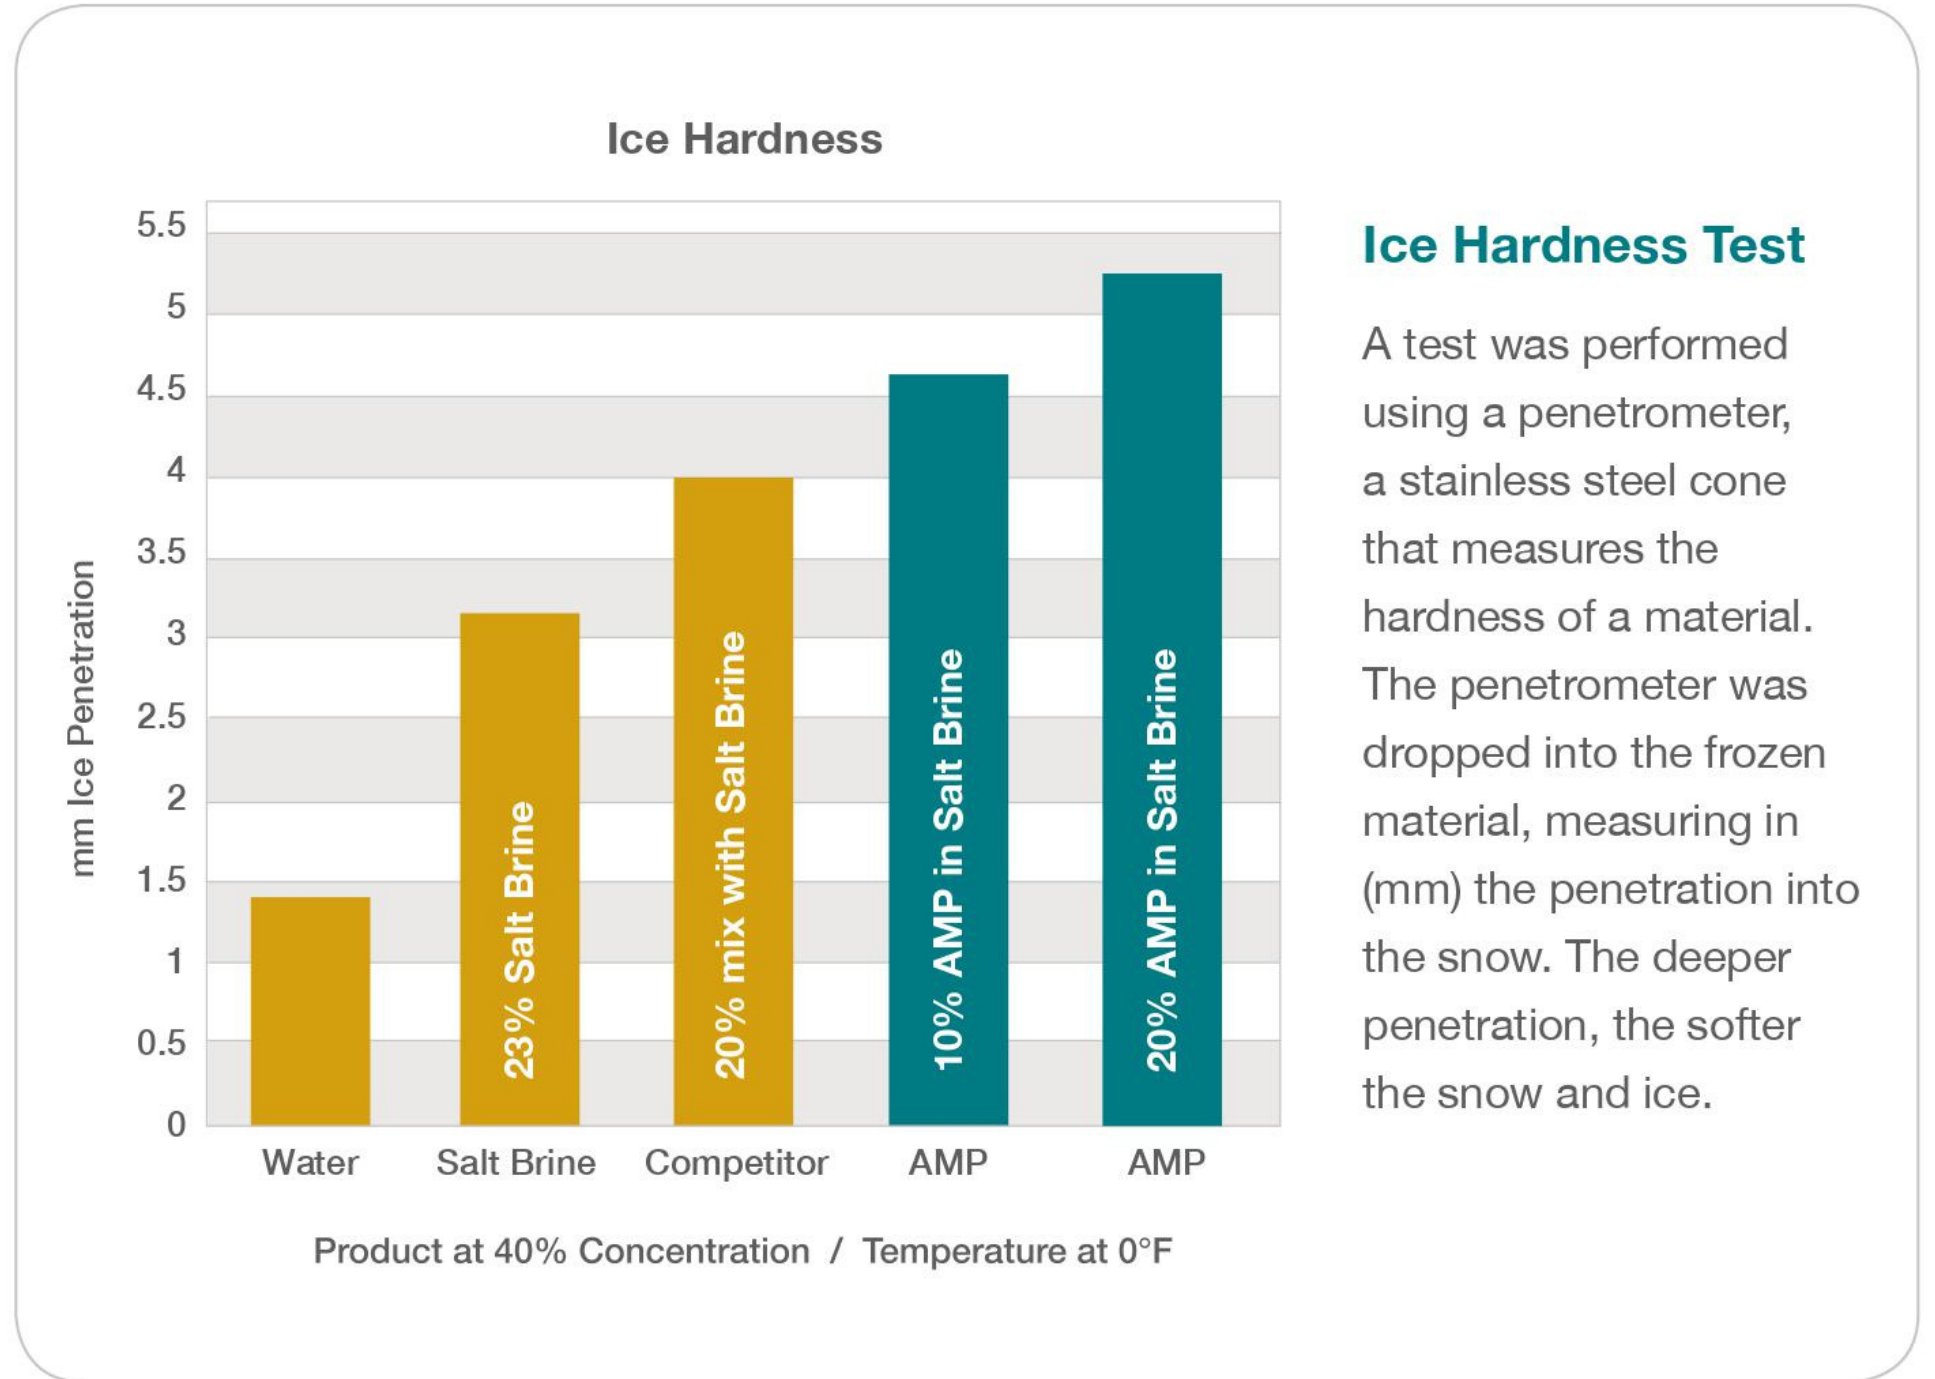 Ice Hardness
5.5
5
4.5
4
3.5
3
2.5
2
1.5
1
0.5
0
mm Ice Penetration
23% Salt Brine
20% mix with Salt Brine
10% AMP in Salt Brine
20% AMP in Salt Brine
Water
Salt Brine
Competitor
AMP
AMP
Product at 40% Concentration / Temperature at 0°F
Ice Hardness Test
A test was performed
using a penetrometer,
a stainless steel cone
that measures the
hardness of a material.
The penetrometer was
dropped into the frozen
material, measuring in
(mm) the penetration into
the snow. The deeper
penetration, the softer
the snow and ice.